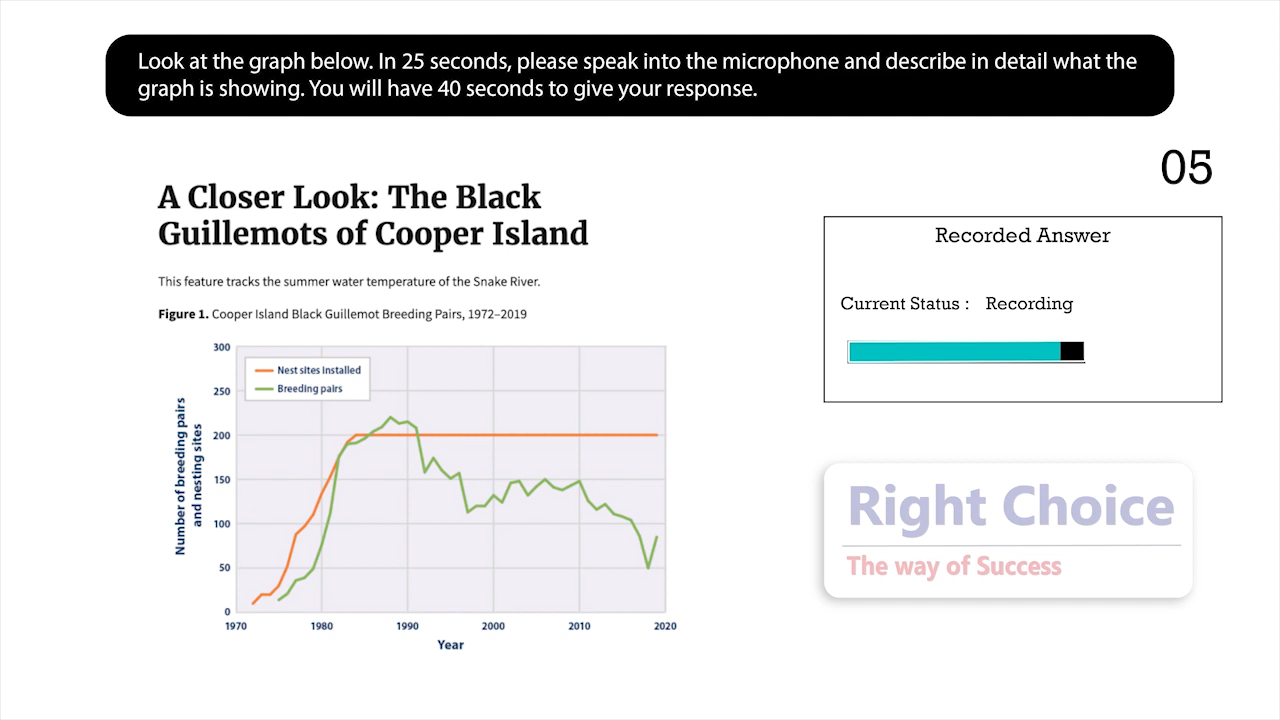 Look at the graph below. In 25 seconds, please speak into the microphone and describe in detail what the
graph is showing. You will have 40 seconds to give your response.
05
A Closer Look: The Black
Guillemots of Cooper Island
This feature tracks the summer water temperature of the Snake River.
Figure 1. Cooper Island Black Guillemot Breeding Pairs, 1972–2019
Recorded Answer
Current Status : Recording
Number of breeding pairs
and nesting sites
300
250
200
150
100
50
0
Nest sites installed
Breeding pairs
1970 1980 1990 2000 2010 2020
Year
Right Choice
The way of Success